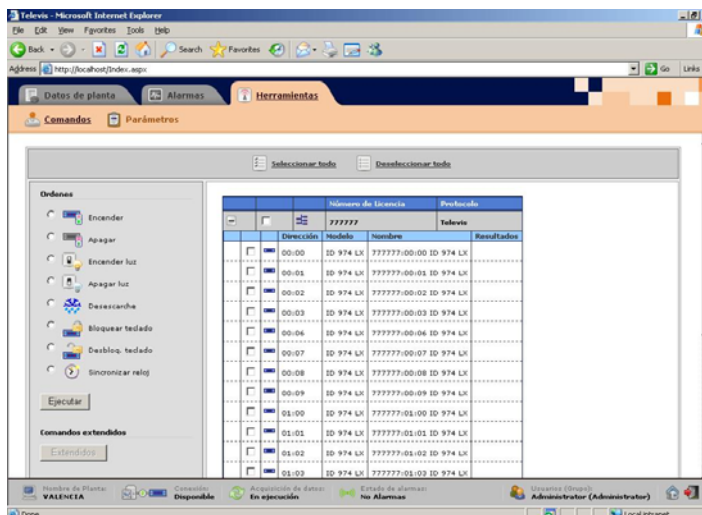 Televis - Microsoft Internet Explorer
File Edit View Favorites Tools Help
Back Search Favorites
Address http://localhost/Index.aspx Go Links
Datos de planta Alarmas Herramientas
Comandos Parámetros
Seleccionar todo Deseleccionar todo
Ordenes
Encender
Apagar
Encender luz
Apagar luz
Desescarche
Bloquear teclado
Desbloq. teclado
Sincronizar reloj
Ejecutar
Comandos extendidos
Extendidos
Número de Licencia Protocolo
777777 Televis
Dirección Modelo Nombre Resultados
00:00 ID 974 LX 777777:00:00 ID 974 LX
00:01 ID 974 LX 777777:00:01 ID 974 LX
00:02 ID 974 LX 777777:00:02 ID 974 LX
00:03 ID 974 LX 777777:00:03 ID 974 LX
00:06 ID 974 LX 777777:00:06 ID 974 LX
00:07 ID 974 LX 777777:00:07 ID 974 LX
00:08 ID 974 LX 777777:00:08 ID 974 LX
00:09 ID 974 LX 777777:00:09 ID 974 LX
01:00 ID 974 LX 777777:01:00 ID 974 LX
01:01 ID 974 LX 777777:01:01 ID 974 LX
01:02 ID 974 LX 777777:01:02 ID 974 LX
01:03 ID 974 LX 777777:01:03 ID 974 LX
Nombre de Planta: Conexión: Acquisición de datos: Estado de alarmas: Usuarios (Grupo):
VALENCIA Disponible En ejecución No Alarmas Administrator (Administrator)
Done Local intranet